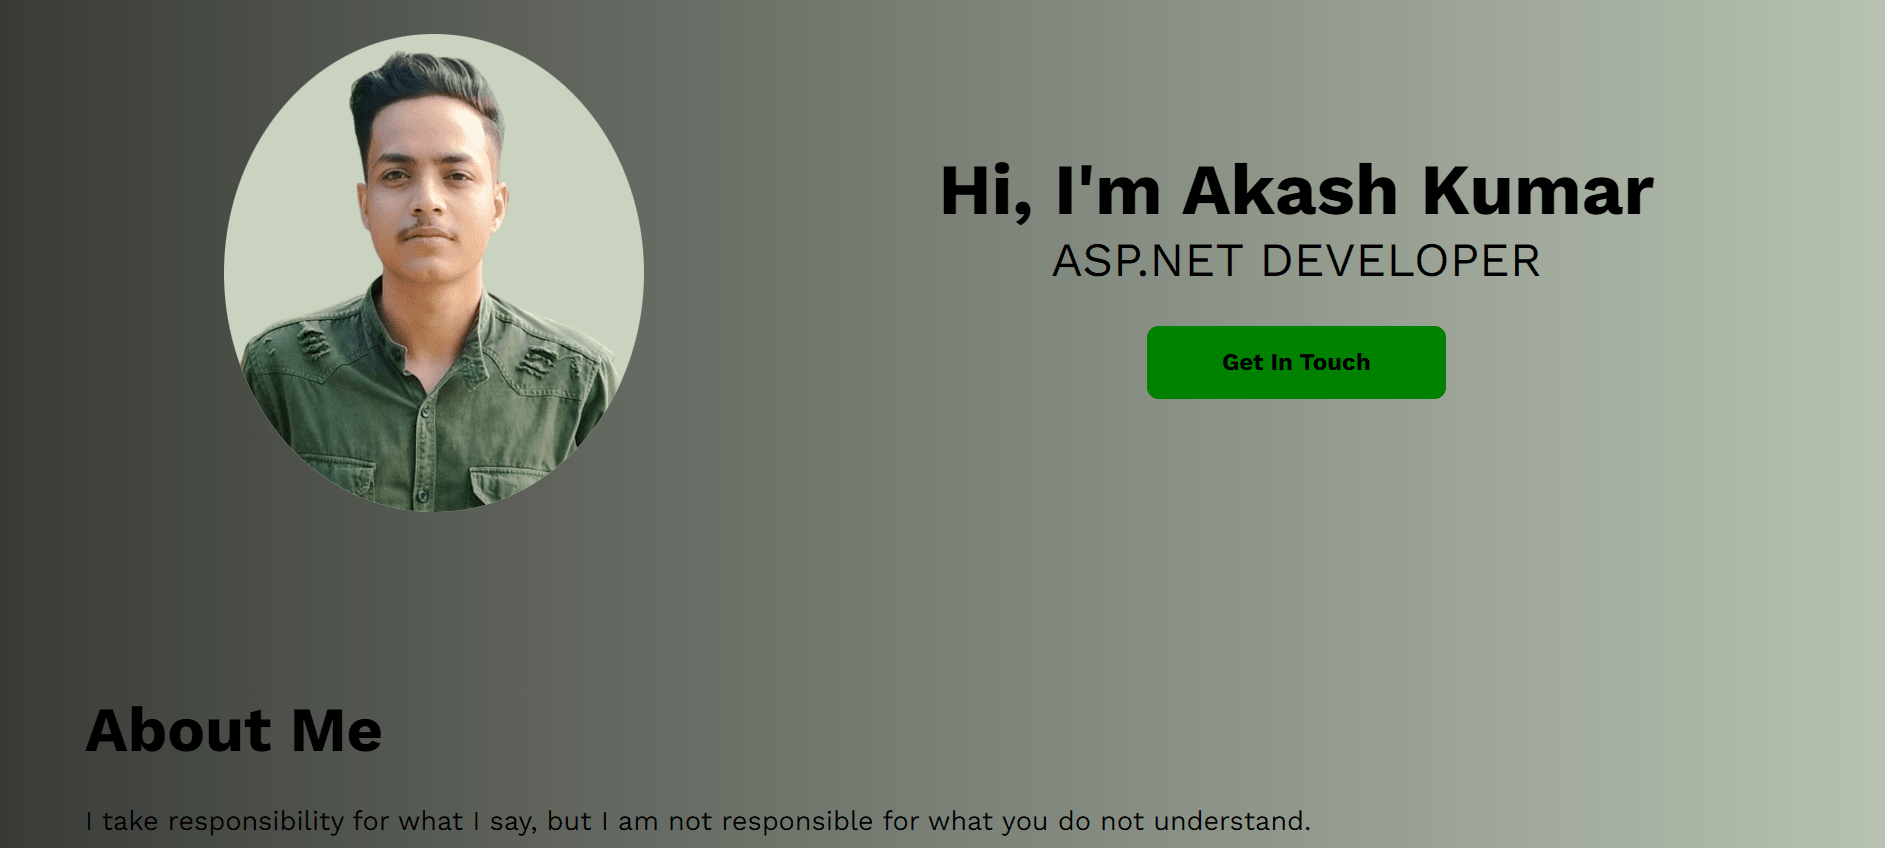 Hi, I'm Akash Kumar
ASP.NET DEVELOPER
Get In Touch
About Me
I take responsibility for what I say, but I am not responsible for what you do not understand.